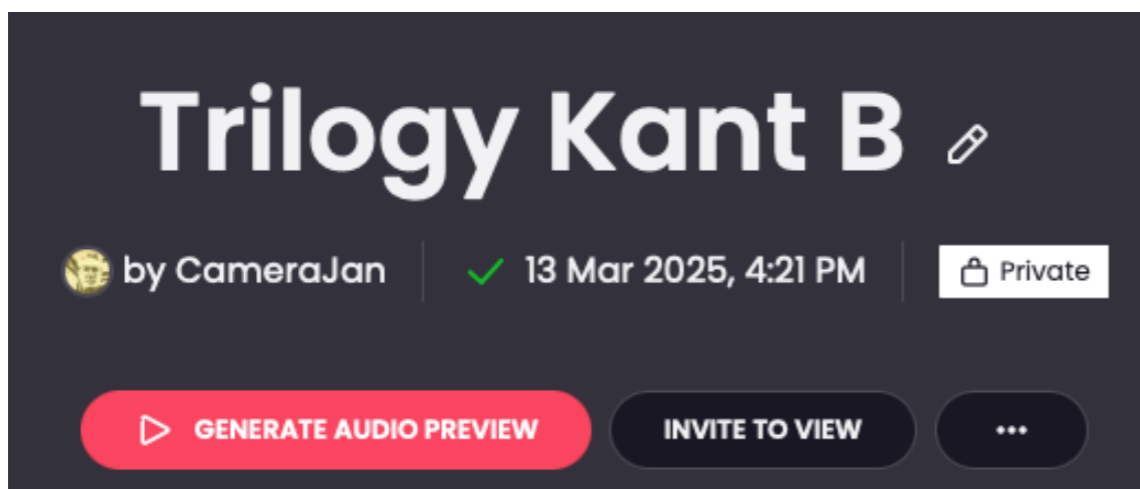 Trilogy Kant B
by CameraJan 13 Mar 2025, 4:21 PM Private
GENERATE AUDIO PREVIEW INVITE TO VIEW ...